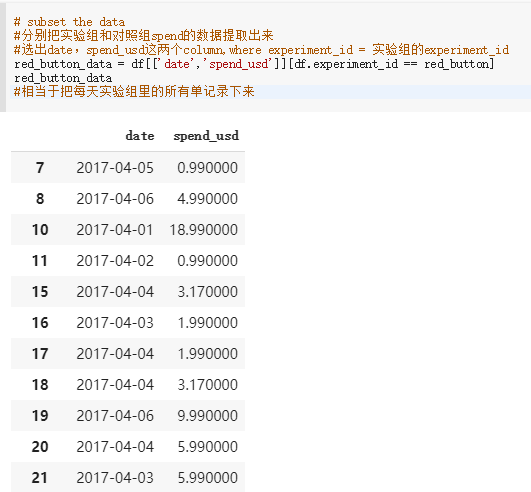 # subset the data
#分别把实验组和对照组spend的数据提取出来
#选出date，spend_usd这两个column,where experiment_id = 实验组的experiment_id
red_button_data = df[['date','spend_usd']][df.experiment_id == red_button]
red_button_data
#相当于把每天实验组里的所有单记录下来
date spend_usd
7 2017-04-05 0.990000
8 2017-04-06 4.990000
10 2017-04-01 18.990000
11 2017-04-02 0.990000
15 2017-04-04 3.170000
16 2017-04-03 1.990000
17 2017-04-04 1.990000
18 2017-04-04 3.170000
19 2017-04-06 9.990000
20 2017-04-04 5.990000
21 2017-04-03 5.990000